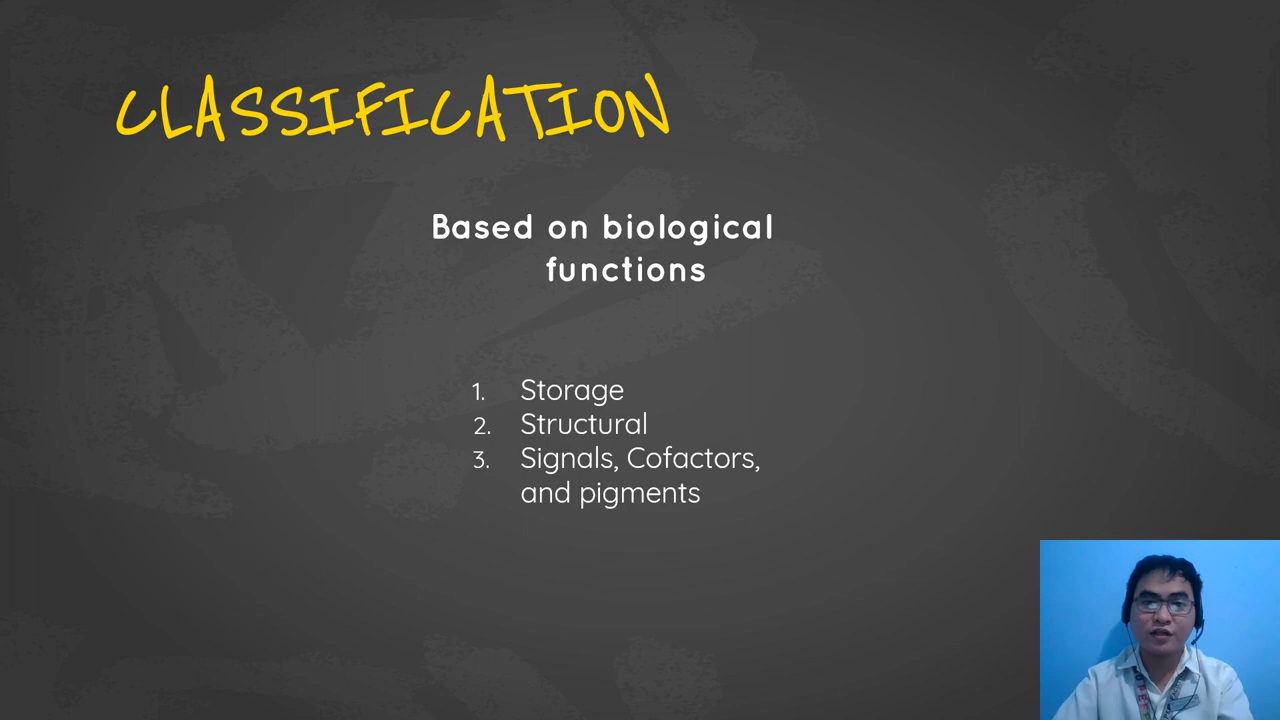 CLASSIFICATION
Based on biological
functions
1. Storage
2. Structural
3. Signals, Cofactors,
and pigments